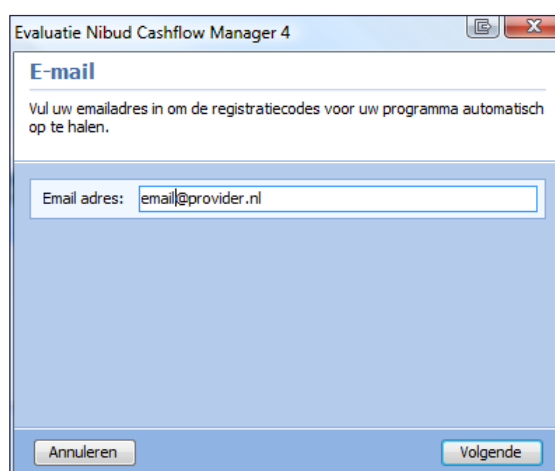 Evaluatie Nibud Cashflow Manager 4
E-mail
Vul uw emailadres in om de registratiecodes voor uw programma automatisch
op te halen.
Email adres: email@provider.nl
Annuleren Volgende